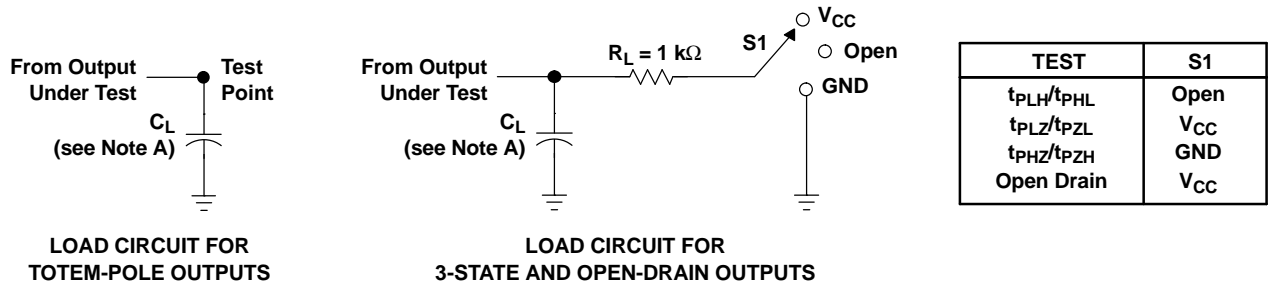 From Output
Under Test
Test
Point
C_L
(see Note A)
LOAD CIRCUIT FOR
TOTEM-POLE OUTPUTS
From Output
Under Test
C_L
(see Note A)
R_L = 1 kΩ
S1
V_CC
Open
GND
LOAD CIRCUIT FOR
3-STATE AND OPEN-DRAIN OUTPUTS
TEST S1
t_PLH/t_PHL Open
t_PLZ/t_PZL V_CC
t_PHZ/t_PZH GND
Open Drain V_CC